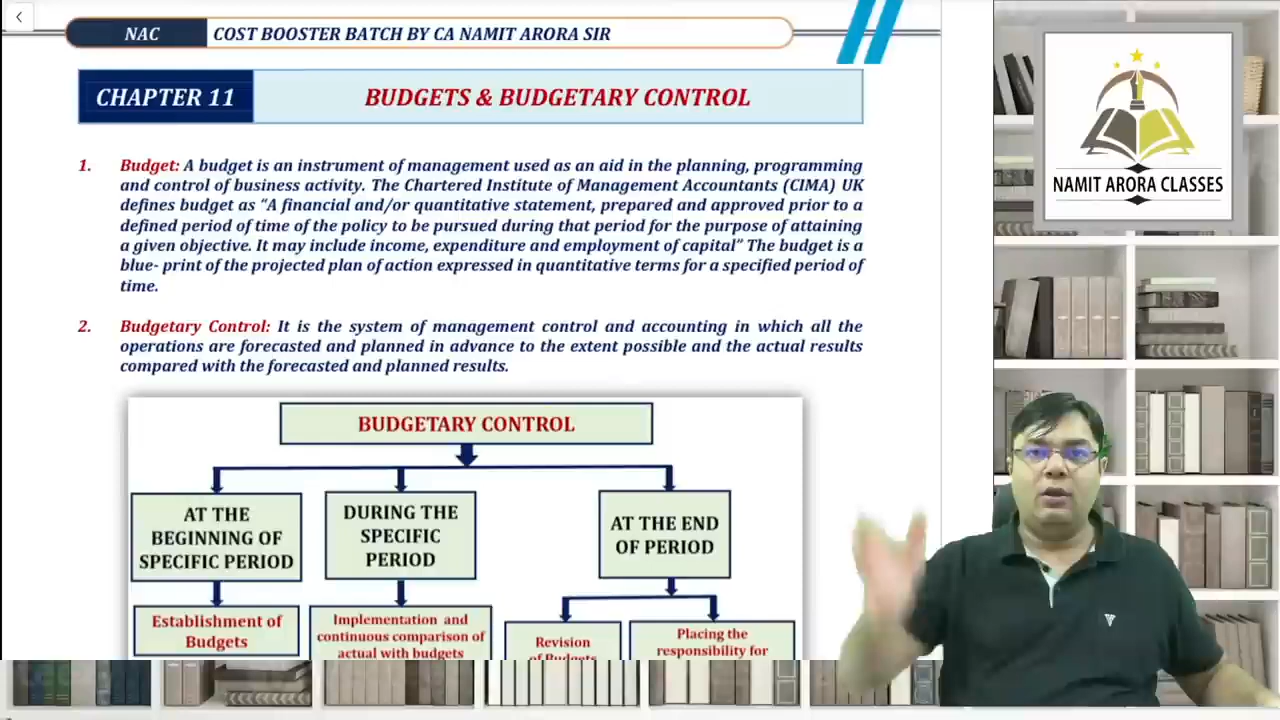 NAC COST BOOSTER BATCH BY CA NAMIT ARORA SIR
CHAPTER 11 BUDGETS & BUDGETARY CONTROL
1. Budget: A budget is an instrument of management used as an aid in the planning, programming
and control of business activity. The Chartered Institute of Management Accountants (CIMA) UK
defines budget as “A financial and/or quantitative statement, prepared and approved prior to a
defined period of time of the policy to be pursued during that period for the purpose of attaining
a given objective. It may include income, expenditure and employment of capital” The budget is a
blue- print of the projected plan of action expressed in quantitative terms for a specified period of
time.
2. Budgetary Control: It is the system of management control and accounting in which all the
operations are forecasted and planned in advance to the extent possible and the actual results
compared with the forecasted and planned results.
BUDGETARY CONTROL
AT THE
BEGINNING OF
SPECIFIC PERIOD
DURING THE
SPECIFIC
PERIOD
AT THE END
OF PERIOD
Establishment of
Budgets
Implementation and
continuous comparison of
actual with budgets
Revision
of Budgets
Placing the
responsibility for
NAMIT ARORA CLASSES